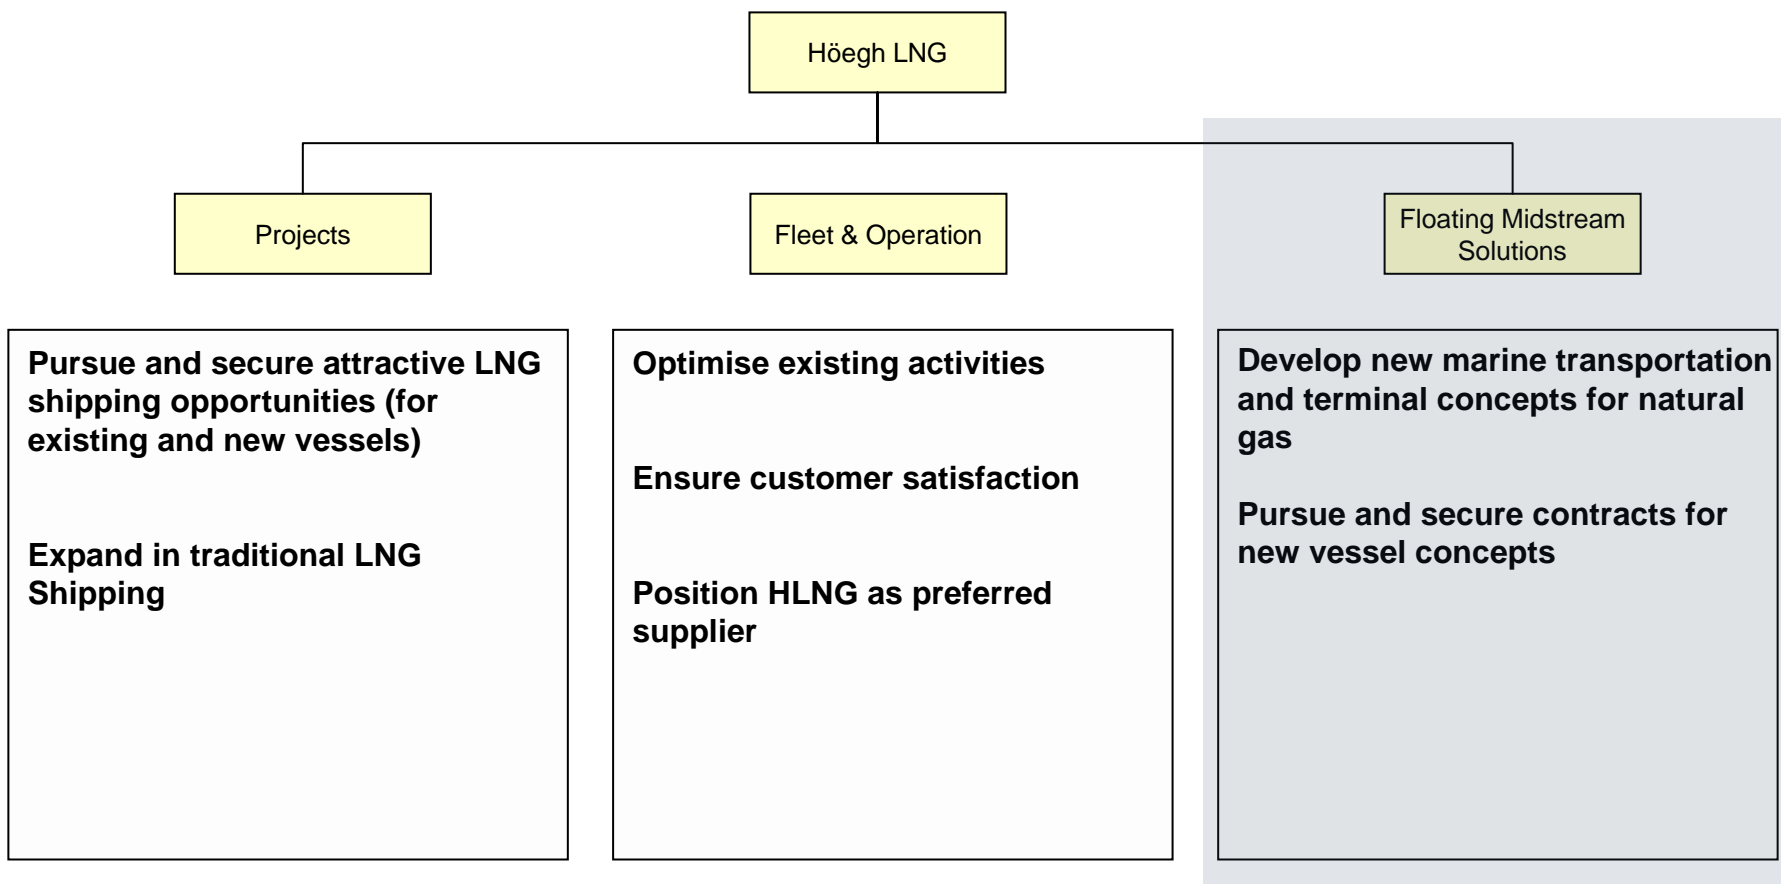 Höegh LNG
Projects
Fleet & Operation
Floating Midstream
Solutions
Pursue and secure attractive LNG
shipping opportunities (for
existing and new vessels)
Expand in traditional LNG
Shipping
Optimise existing activities
Ensure customer satisfaction
Position HLNG as preferred
supplier
Develop new marine transportation
and terminal concepts for natural
gas
Pursue and secure contracts for
new vessel concepts